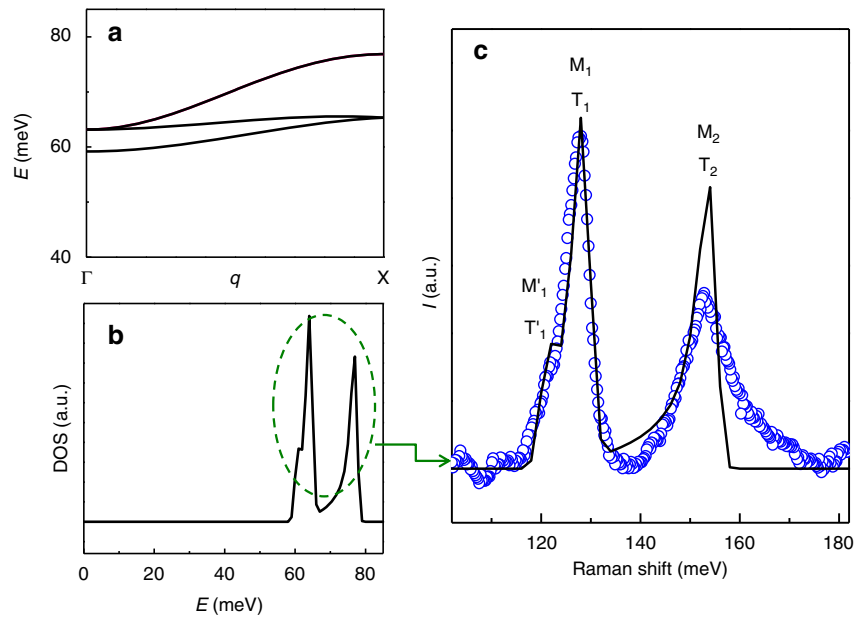 a
80
60
40
E (meV)
Γ q X
b
DOS (a.u.)
0 20 40 60 80
E (meV)
c
M₁
T₁
M₂
T₂
M'₁
T'₁
I (a.u.)
120 140 160 180
Raman shift (meV)